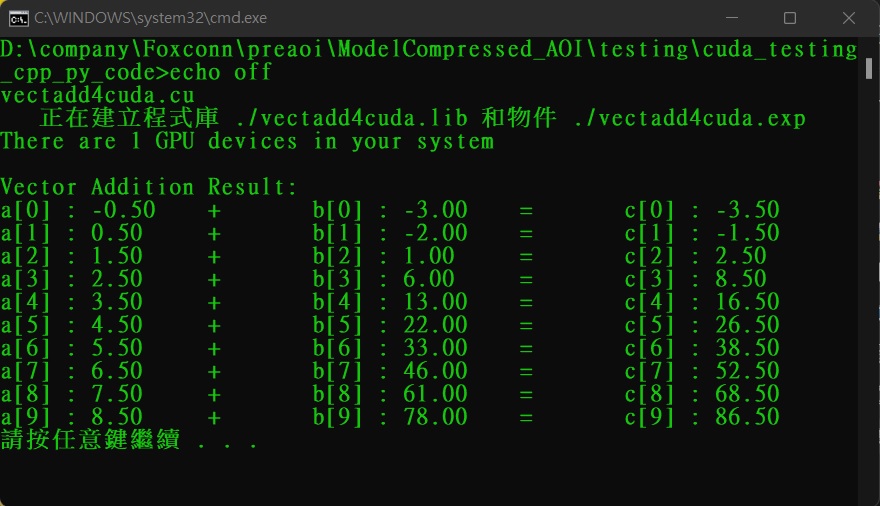 C:\WINDOWS\system32\cmd.exe
D:\company\Foxconn\preaoi\ModelCompressed_AOI\testing\cuda_testing
_cpp_py_code>echo off
vectadd4cuda.cu
正在建立程式庫 ./vectadd4cuda.lib 和物件 ./vectadd4cuda.exp
There are 1 GPU devices in your system
Vector Addition Result:
a[0] : -0.50 + b[0] : -3.00 = c[0] : -3.50
a[1] : 0.50 + b[1] : -2.00 = c[1] : -1.50
a[2] : 1.50 + b[2] : 1.00 = c[2] : 2.50
a[3] : 2.50 + b[3] : 6.00 = c[3] : 8.50
a[4] : 3.50 + b[4] : 13.00 = c[4] : 16.50
a[5] : 4.50 + b[5] : 22.00 = c[5] : 26.50
a[6] : 5.50 + b[6] : 33.00 = c[6] : 38.50
a[7] : 6.50 + b[7] : 46.00 = c[7] : 52.50
a[8] : 7.50 + b[8] : 61.00 = c[8] : 68.50
a[9] : 8.50 + b[9] : 78.00 = c[9] : 86.50
請按任意鍵繼續 . . .